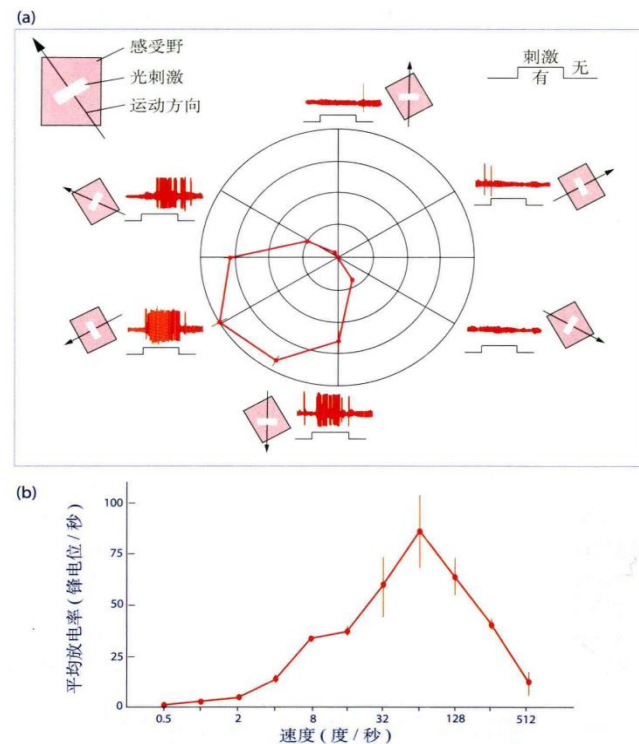 (a)
感受野
光刺激
运动方向
刺激
有 无
(b)
平均放电率(锋电位/秒)
100
75
50
25
0
0.5 2 8 32 128 512
速度(度/秒)